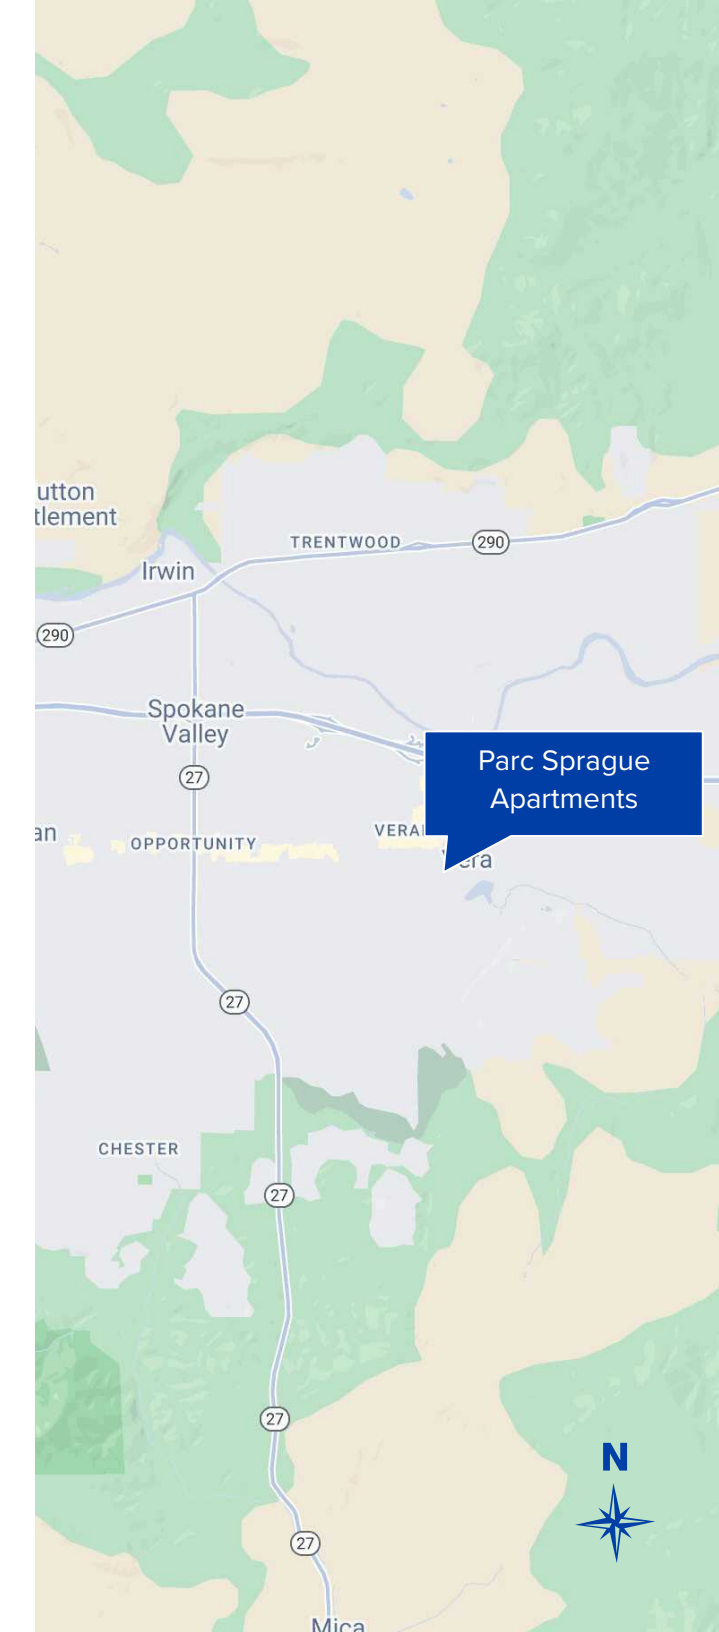 utton
tlement
TRENTWOOD
290
Irwin
290
Spokane
Valley
Parc Sprague
Apartments
27
an
OPPORTUNITY
VERA
era
27
CHESTER
27
27
N
27
Mica